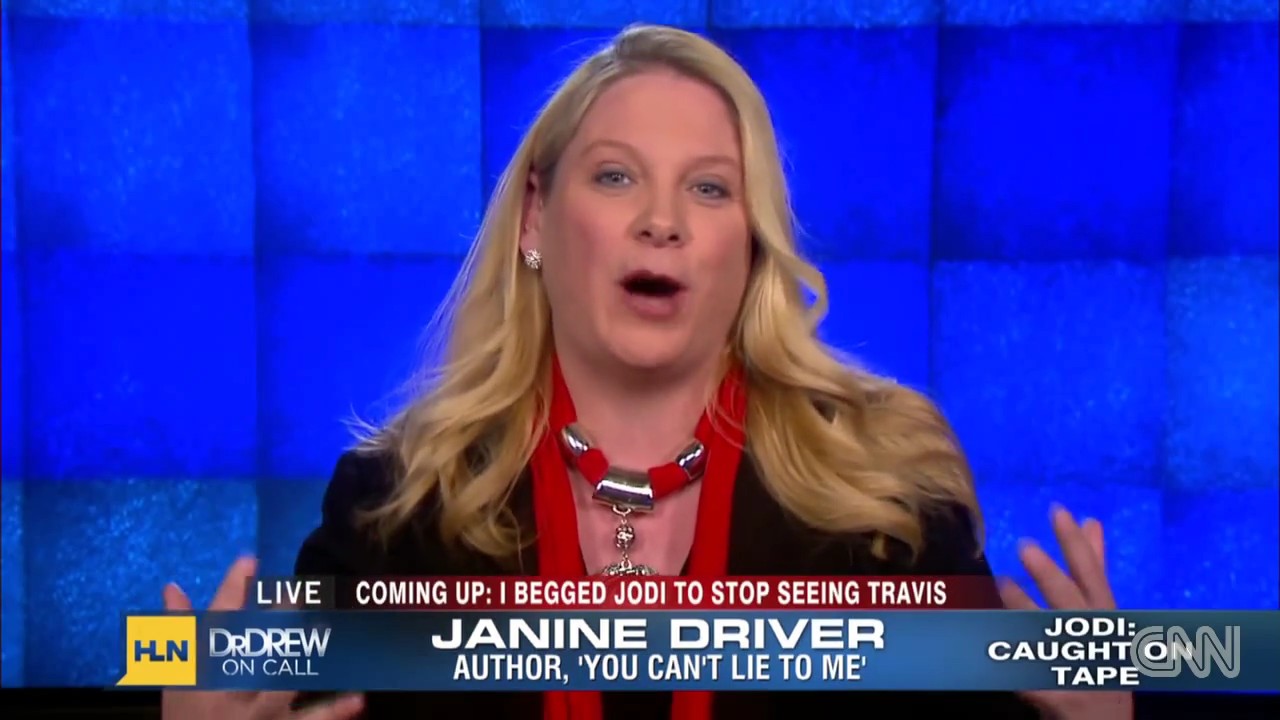 LIVE COMING UP: I BEGGED JODI TO STOP SEEING TRAVIS
HLN
DRDREW
ON CALL
JANINE DRIVER
AUTHOR, 'YOU CAN'T LIE TO ME'
JODI:
CAUGHT ON
TAPE
CNN